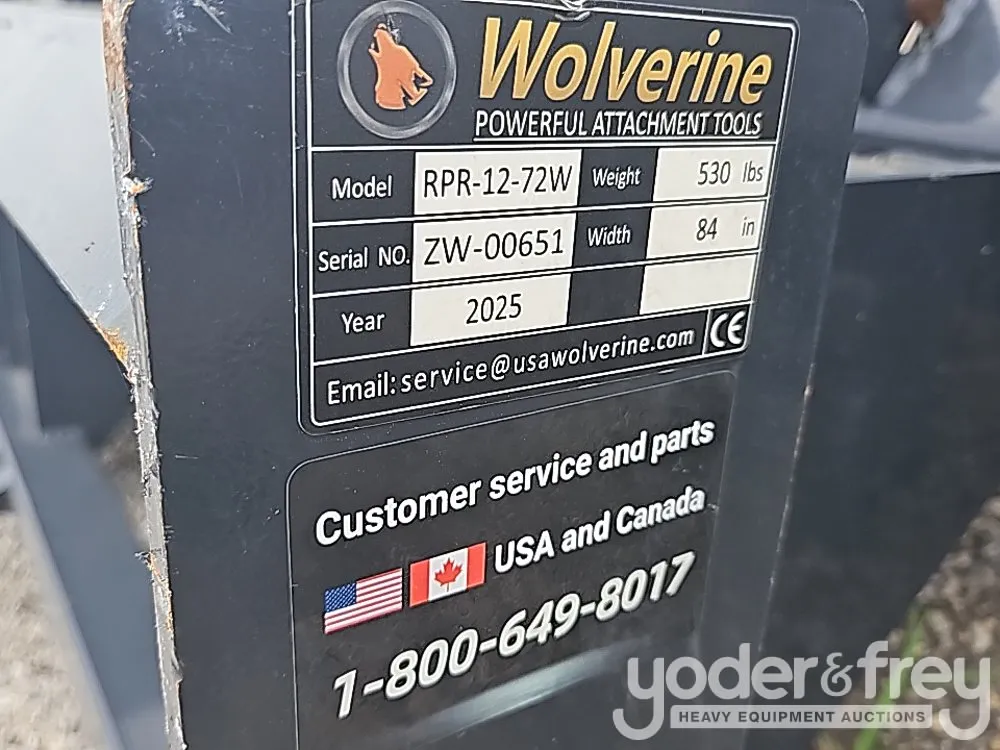 Wolverine
POWERFUL ATTACHMENT TOOLS
Model RPR-12-72W Weight 530 lbs
Serial NO. ZW-00651 Width 84 in
Year 2025
Email: service@usawolverine.com CE
Customer service and parts
USA and Canada
1-800-649-8017
yoder&frey
HEAVY EQUIPMENT AUCTIONS